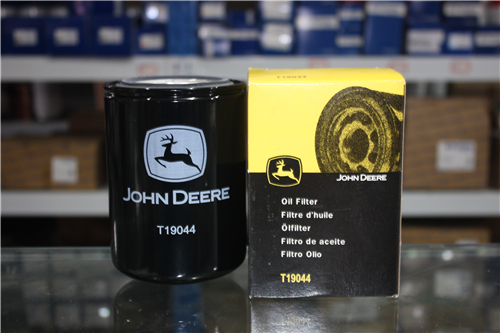 JOHN DEERE
T19044
T19044
JOHN DEERE
Oil Filter
Filtre d'huile
Ölfilter
Filtro de aceite
Filtro Olio
T19044